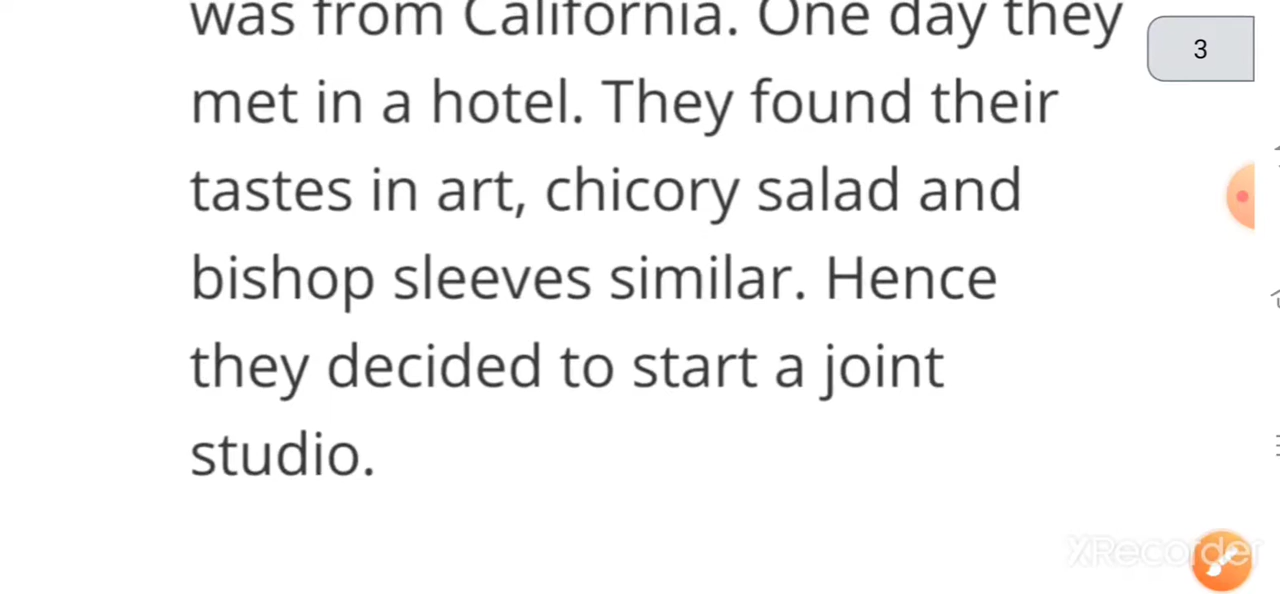 was from California. One day they
3
met in a hotel. They found their
tastes in art, chicory salad and
bishop sleeves similar. Hence
they decided to start a joint
studio.
XRecorder